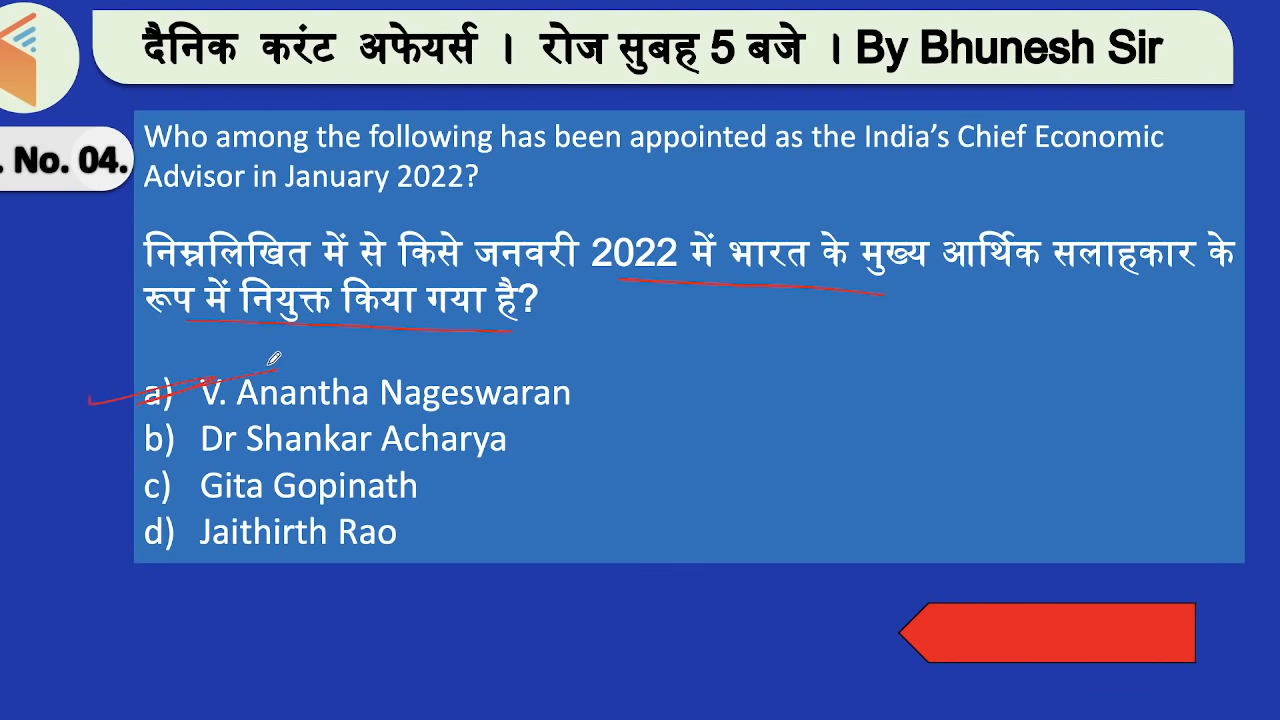 दैनिक करंट अफेयर्स । रोज सुबह 5 बजे । By Bhunesh Sir
. No. 04.
Who among the following has been appointed as the India’s Chief Economic
Advisor in January 2022?
निम्नलिखित में से किसे जनवरी 2022 में भारत के मुख्य आर्थिक सलाहकार के
रूप में नियुक्त किया गया है?
a) V. Anantha Nageswaran
b) Dr Shankar Acharya
c) Gita Gopinath
d) Jaithirth Rao